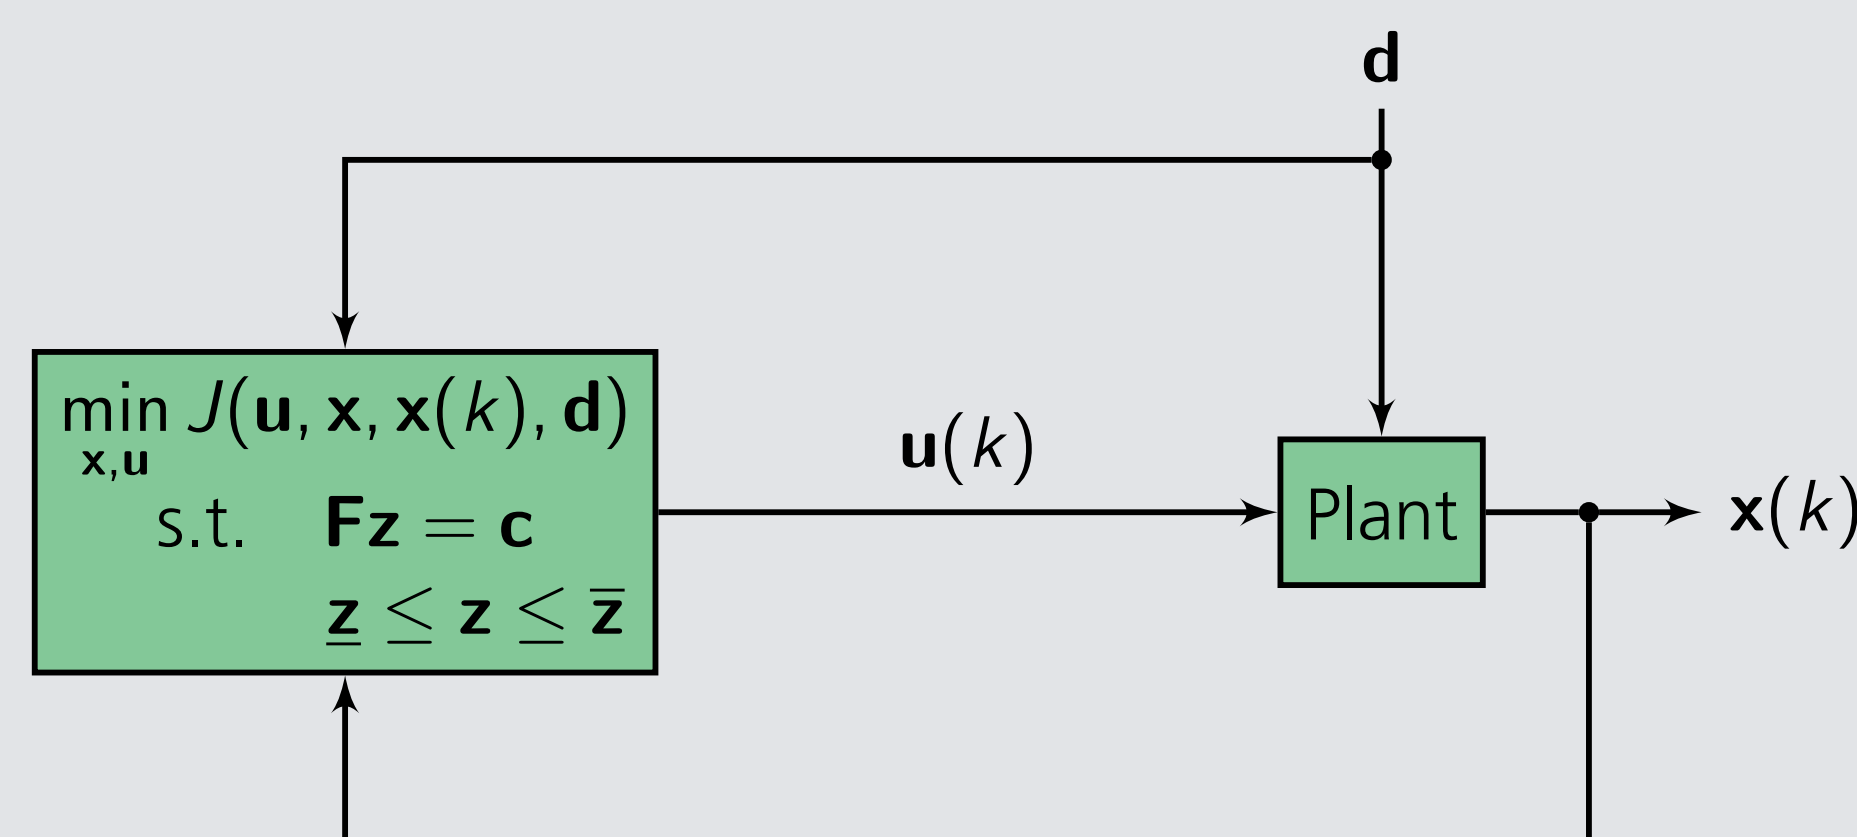 d
min J(u, x, x(k), d)
x,u
s.t. Fz = c
z̲ ≤ z ≤ z̅
u(k)
Plant
x(k)